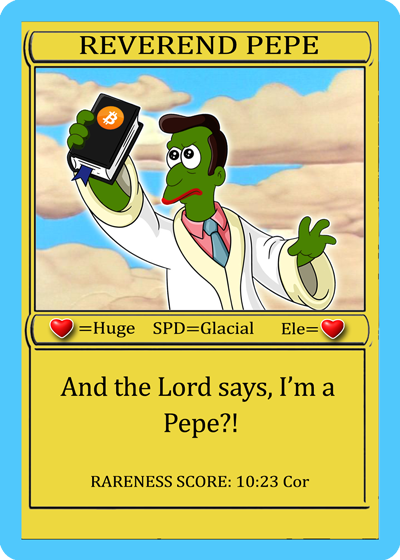 REVEREND PEPE
❤=Huge SPD=Glacial Ele=❤
And the Lord says, I'm a
Pepe?!
RARENESS SCORE: 10:23 Cor